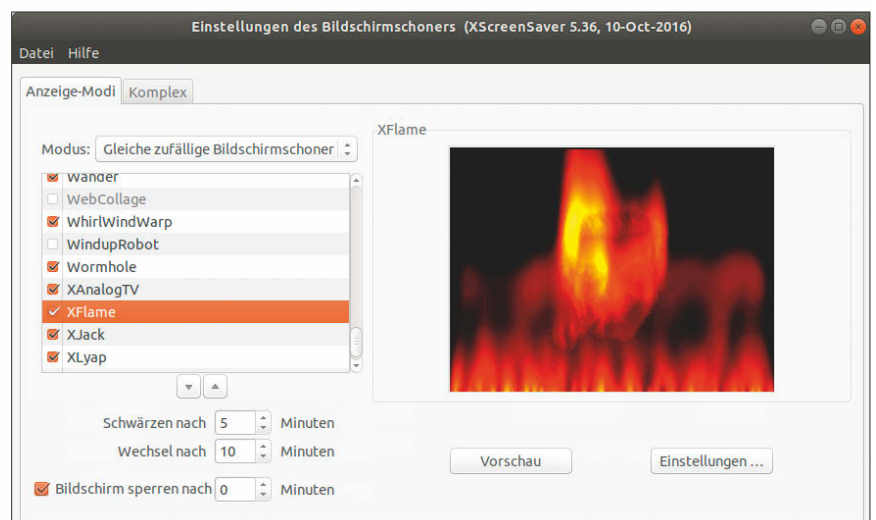 Einstellungen des Bildschirmschoners (XScreenSaver 5.36, 10-Oct-2016)
Datei Hilfe
Anzeige-Modi Komplex
Modus: Gleiche zufällige Bildschirmschoner
XFlame
Wander
WebCollage
WhirlWindWarp
WindupRobot
Wormhole
XAnalogTV
XFlame
XJack
XLyap
Schwärzen nach 5 Minuten
Wechsel nach 10 Minuten
Bildschirm sperren nach 0 Minuten
Vorschau Einstellungen ...